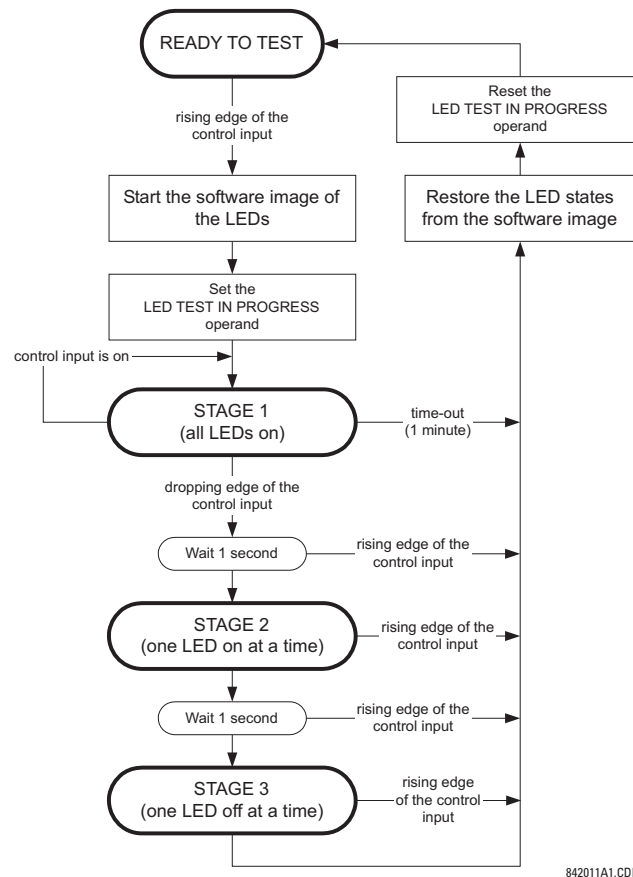 READY TO TEST
rising edge of the
control input
Start the software image of
the LEDs
Set the
LED TEST IN PROGRESS
operand
control input is on
STAGE 1
(all LEDs on)
time-out
(1 minute)
dropping edge of the
control input
Wait 1 second
rising edge of the
control input
STAGE 2
(one LED on at a time)
rising edge of the
control input
Wait 1 second
rising edge of the
control input
STAGE 3
(one LED off at a time)
rising edge
of the control
input
Reset the
LED TEST IN PROGRESS
operand
Restore the LED states
from the software image